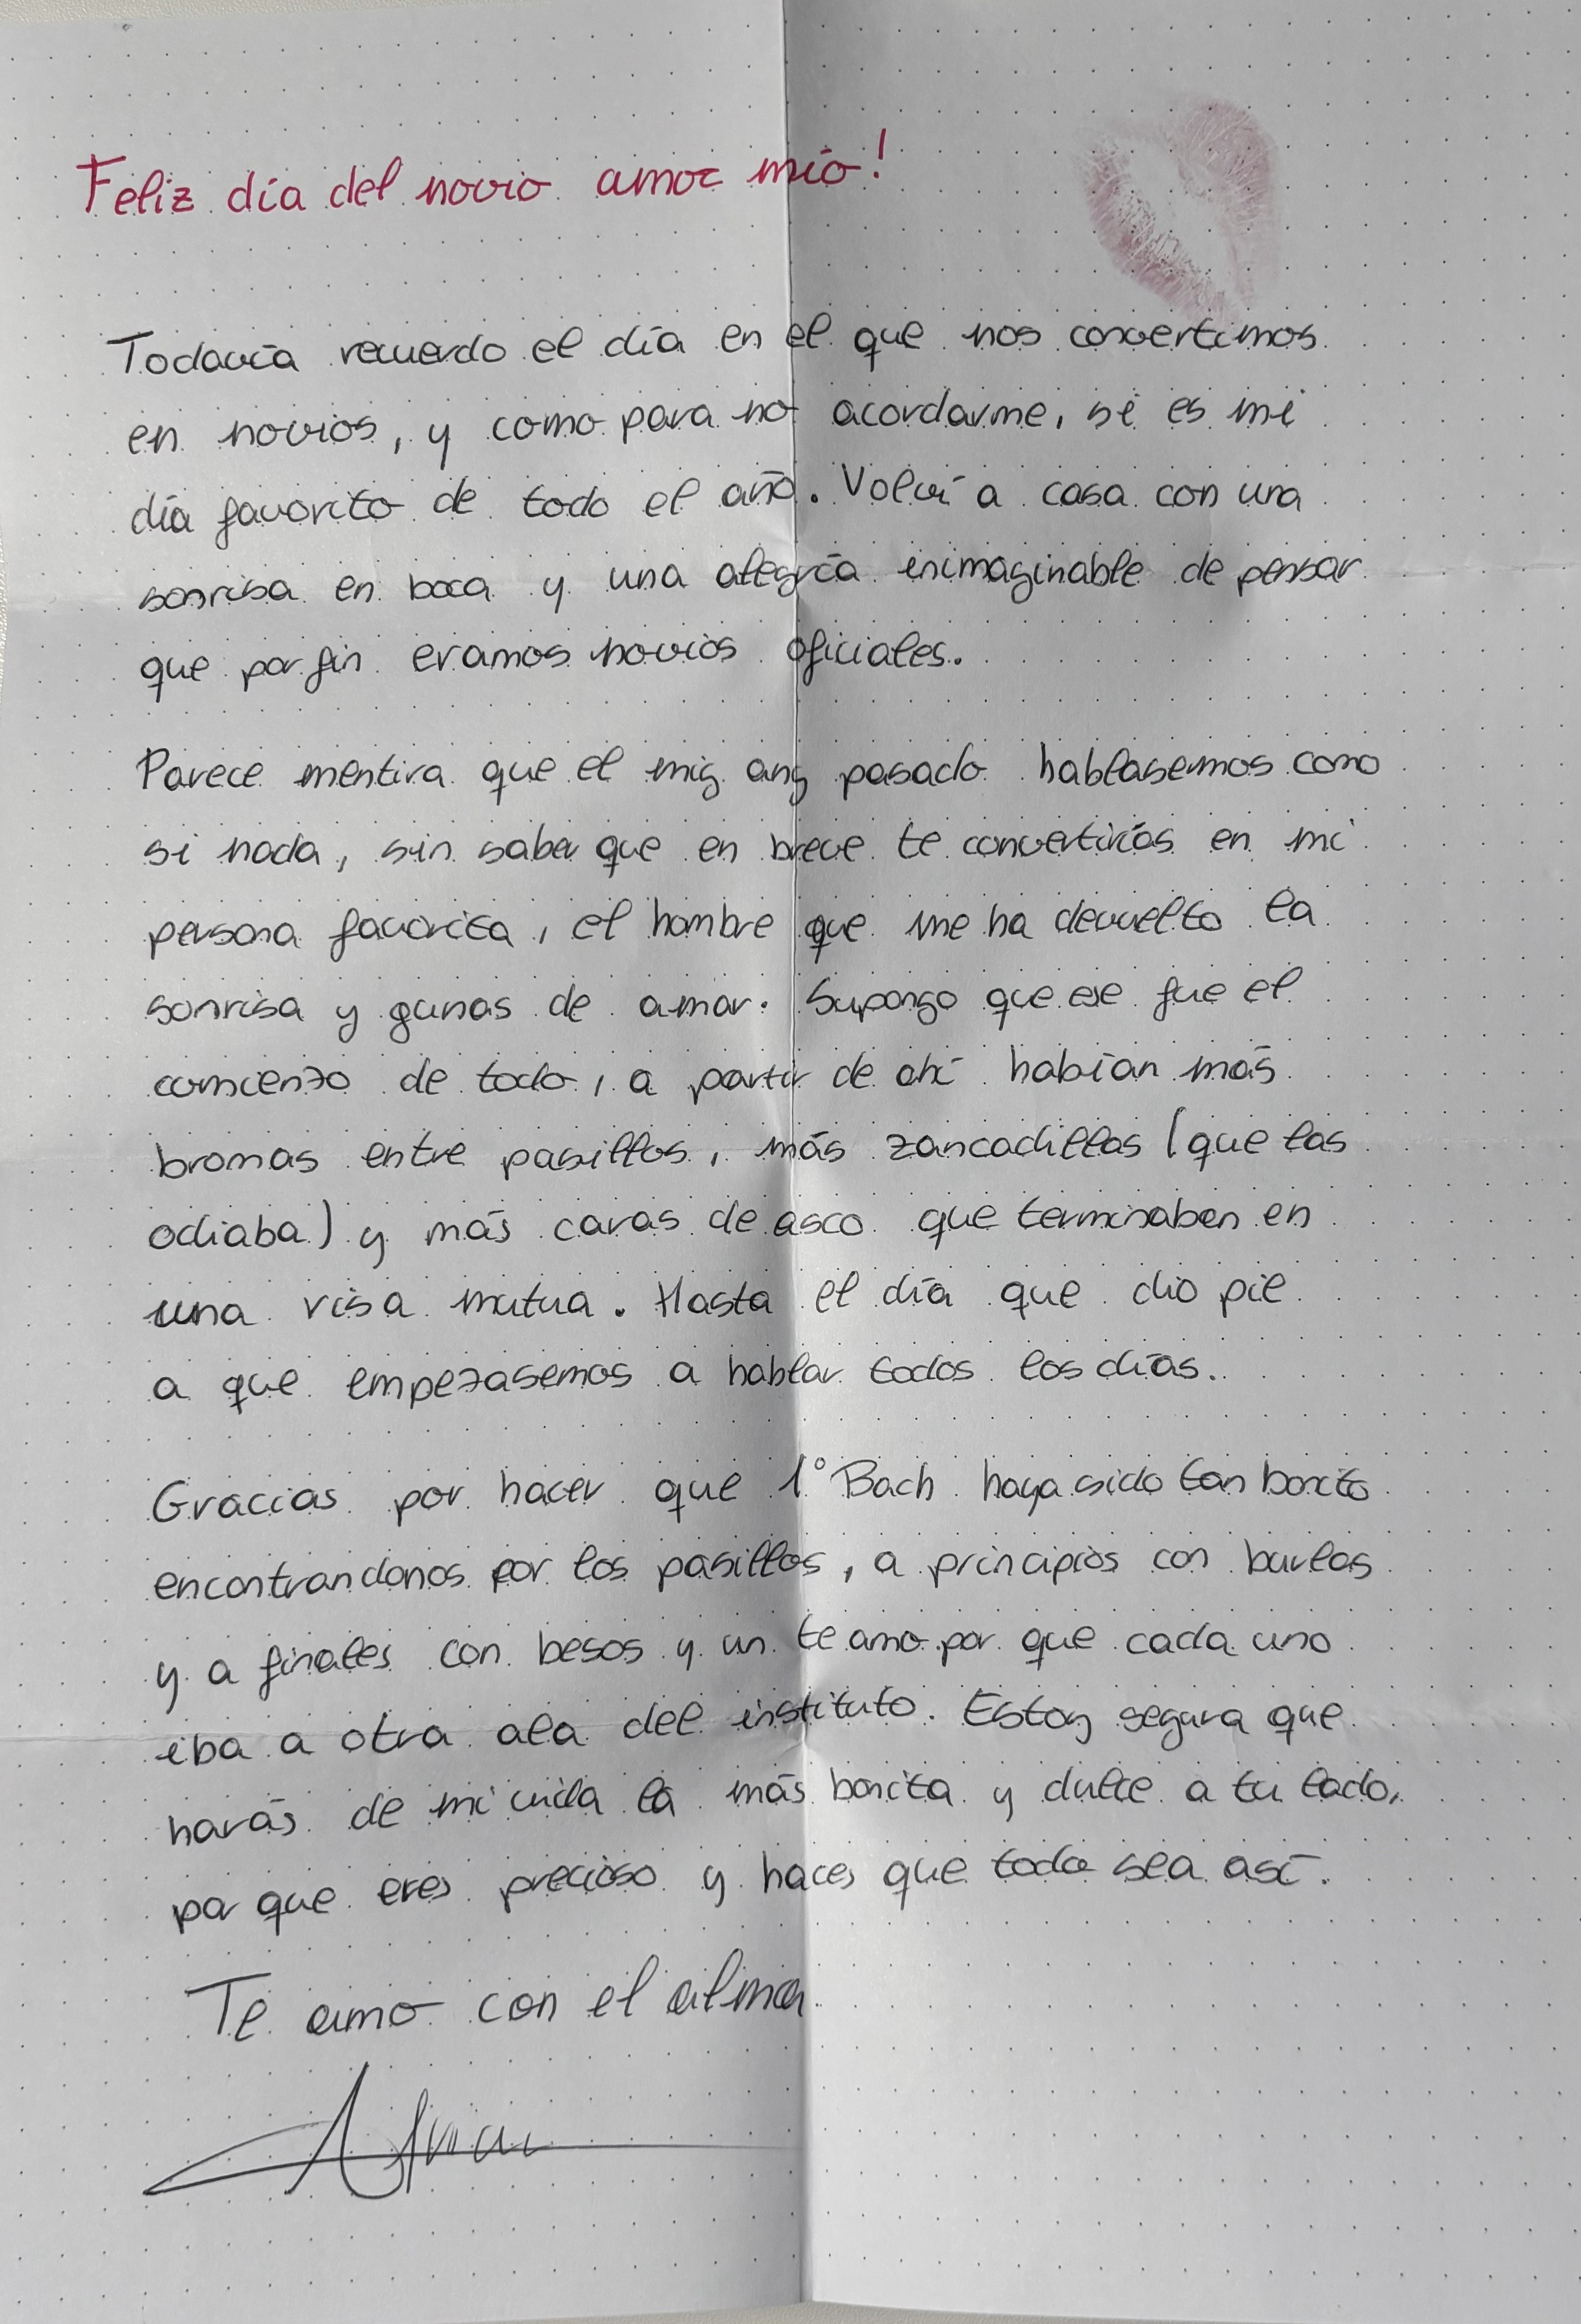 Feliz día del novio amor mío!
Todavía recuerdo el día en el que nos convertimos
en novios, y como para no acordarme, si es mi
día favorito de todo el año. Volví a casa con una
sonrisa en boca y una alegría inimaginable de pensar
que por fin eramos novios oficiales.
Parece mentira que el mig any pasado hablasemos como
si nada, sin saber que en breve te convertirías en mi
persona favorita, el hombre que me ha devuelto la
sonrisa y ganas de amar. Supongo que ese fue el
comienzo de todo, a partir de ahí habían más
bromas entre pasillos, más zancadillas (que las
odiaba) y más caras de asco que terminaban en
una risa mutua. Hasta el día que dio pie
a que empezasemos a hablar todos los días.
Gracias por hacer que 1º Bach haya sido tan bonito
encontrandonos por los pasillos, a principios con burlas
y a finales con besos y un te amo por que cada uno
iba a otra ala del instituto. Estoy segura que
harás de mi vida la más bonita y dulce a tu lado,
por que eres precioso y haces que todo sea así.
Te amo con el alma